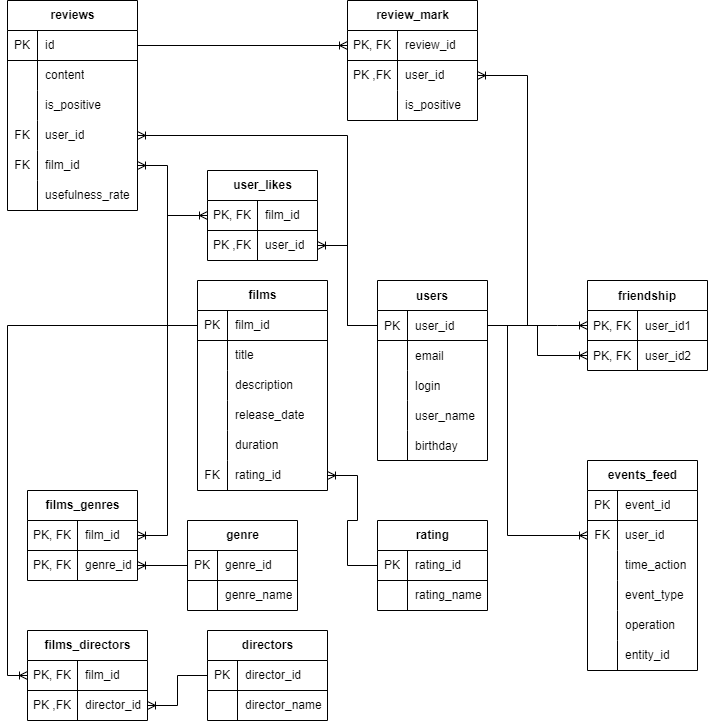 reviews
PK id
content
is_positive
FK user_id
FK film_id
usefulness_rate
review_mark
PK, FK review_id
PK ,FK user_id
is_positive
user_likes
PK, FK film_id
PK ,FK user_id
films
PK film_id
title
description
release_date
duration
FK rating_id
users
PK user_id
email
login
user_name
birthday
friendship
PK, FK user_id1
PK, FK user_id2
films_genres
PK, FK film_id
PK, FK genre_id
genre
PK genre_id
genre_name
rating
PK rating_id
rating_name
events_feed
PK event_id
FK user_id
time_action
event_type
operation
entity_id
films_directors
PK, FK film_id
PK ,FK director_id
directors
PK director_id
director_name